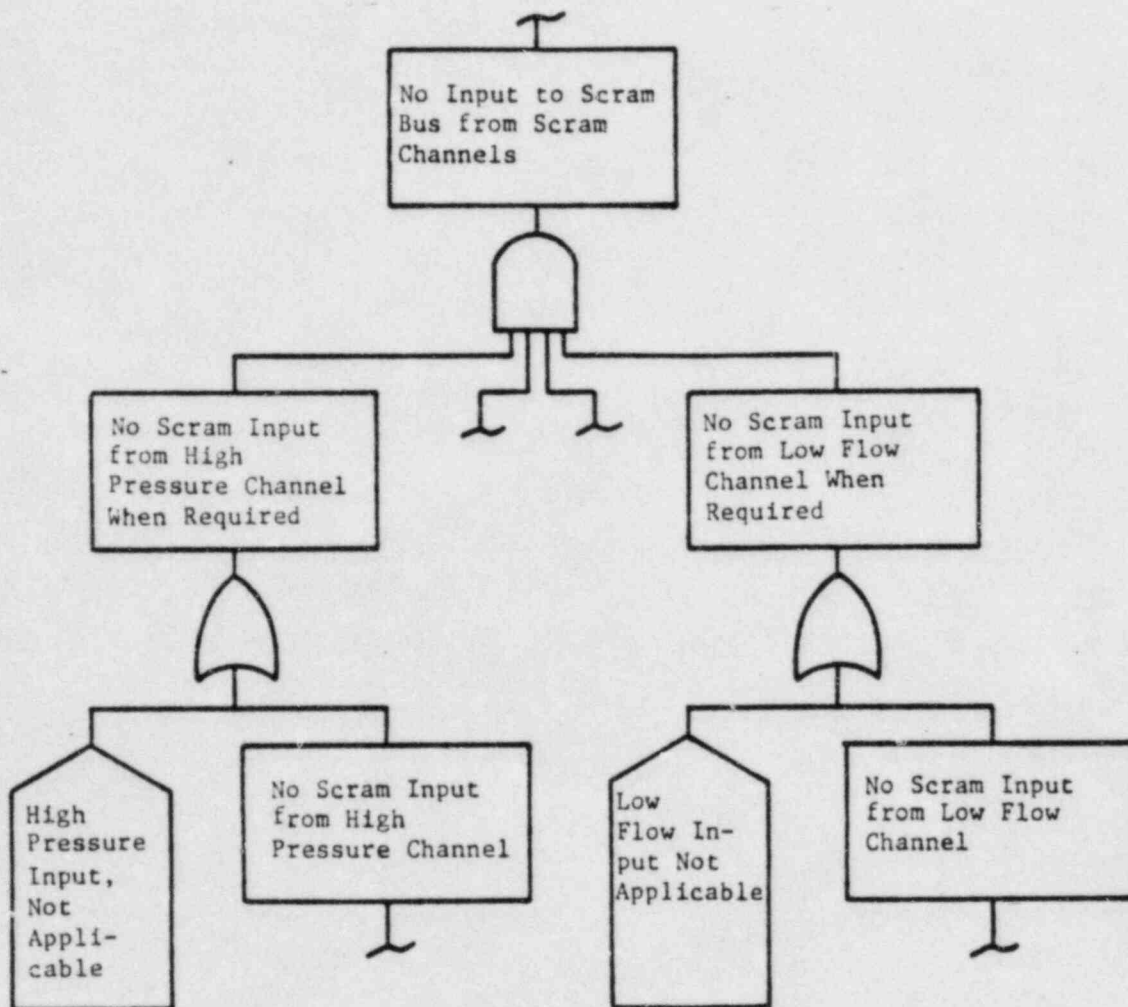 No Input to Scram
Bus from Scram
Channels
No Scram Input
from High
Pressure Channel
When Required
No Scram Input
from Low Flow
Channel When
Required
High
Pressure
Input,
Not
Appli-
cable
No Scram Input
from High
Pressure Channel
Low
Flow In-
put Not
Applicable
No Scram Input
from Low Flow
Channel